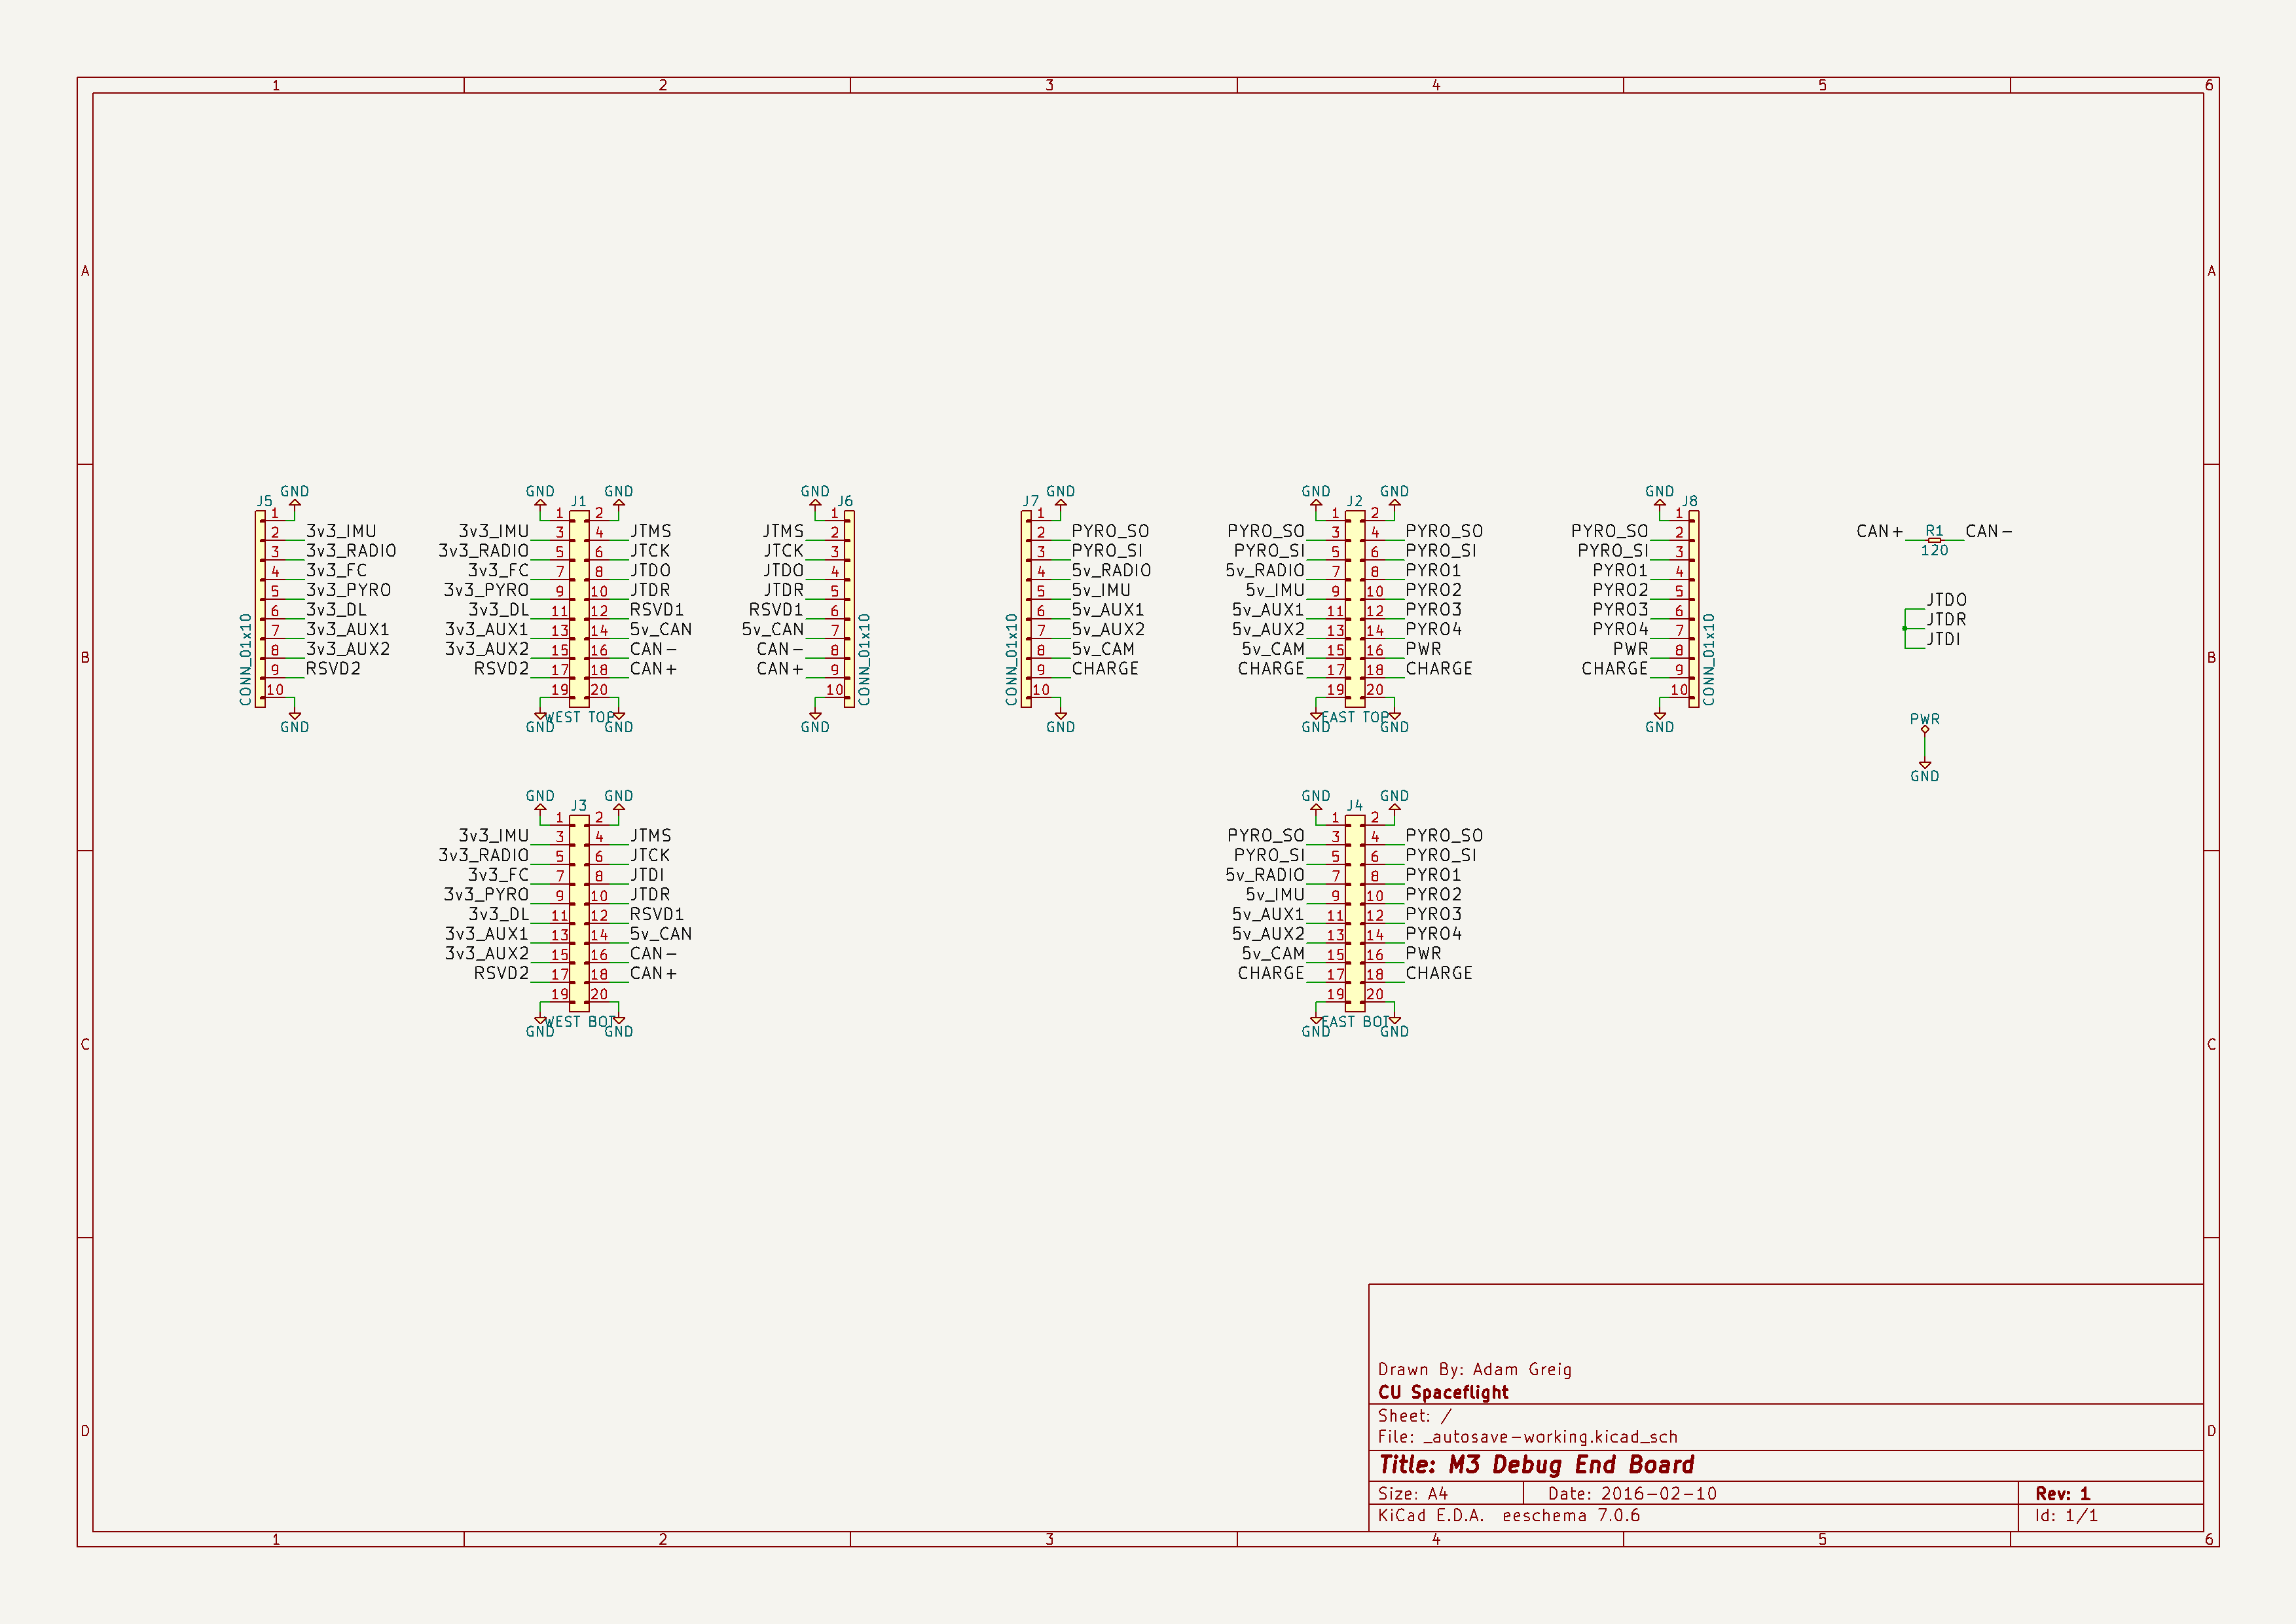 1 2 3 4 5 6
A A
B B
C C
D D
J5
GND
1
2 3v3_IMU
3 3v3_RADIO
4 3v3_FC
5 3v3_PYRO
6 3v3_DL
7 3v3_AUX1
8 3v3_AUX2
9 RSVD2
10
GND
CONN_01x10
GND J1 GND
1 2
3v3_IMU 3 4 JTMS
3v3_RADIO 5 6 JTCK
3v3_FC 7 8 JTDO
3v3_PYRO 9 10 JTDR
3v3_DL 11 12 RSVD1
3v3_AUX1 13 14 5v_CAN
3v3_AUX2 15 16 CAN-
RSVD2 17 18 CAN+
19 20
WEST TOP
GND GND
GND J6
1
JTMS 2
JTCK 3
JTDO 4
JTDR 5
RSVD1 6
5v_CAN 7
CAN- 8
CAN+ 9
10
GND
CONN_01x10
J7 GND
1
2 PYRO_SO
3 PYRO_SI
4 5v_RADIO
5 5v_IMU
6 5v_AUX1
7 5v_AUX2
8 5v_CAM
9 CHARGE
10
GND
CONN_01x10
GND J2 GND
1 2
PYRO_SO 3 4 PYRO_SO
PYRO_SI 5 6 PYRO_SI
5v_RADIO 7 8 PYRO1
5v_IMU 9 10 PYRO2
5v_AUX1 11 12 PYRO3
5v_AUX2 13 14 PYRO4
5v_CAM 15 16 PWR
CHARGE 17 18 CHARGE
19 20
EAST TOP
GND GND
GND J8
1
PYRO_SO 2
PYRO_SI 3
PYRO1 4
PYRO2 5
PYRO3 6
PYRO4 7
PWR 8
CHARGE 9
10
GND
CONN_01x10
CAN+ R1 CAN-
120
JTDO
JTDR
JTDI
PWR
GND
GND J3 GND
1 2
3v3_IMU 3 4 JTMS
3v3_RADIO 5 6 JTCK
3v3_FC 7 8 JTDI
3v3_PYRO 9 10 JTDR
3v3_DL 11 12 RSVD1
3v3_AUX1 13 14 5v_CAN
3v3_AUX2 15 16 CAN-
RSVD2 17 18 CAN+
19 20
WEST BOT
GND GND
GND J4 GND
1 2
PYRO_SO 3 4 PYRO_SO
PYRO_SI 5 6 PYRO_SI
5v_RADIO 7 8 PYRO1
5v_IMU 9 10 PYRO2
5v_AUX1 11 12 PYRO3
5v_AUX2 13 14 PYRO4
5v_CAM 15 16 PWR
CHARGE 17 18 CHARGE
19 20
EAST BOT
GND GND
Drawn By: Adam Greig
CU Spaceflight
Sheet: /
File: _autosave-working.kicad_sch
Title: M3 Debug End Board
Size: A4 Date: 2016-02-10 Rev: 1
KiCad E.D.A. eeschema 7.0.6 Id: 1/1
1 2 3 4 5 6